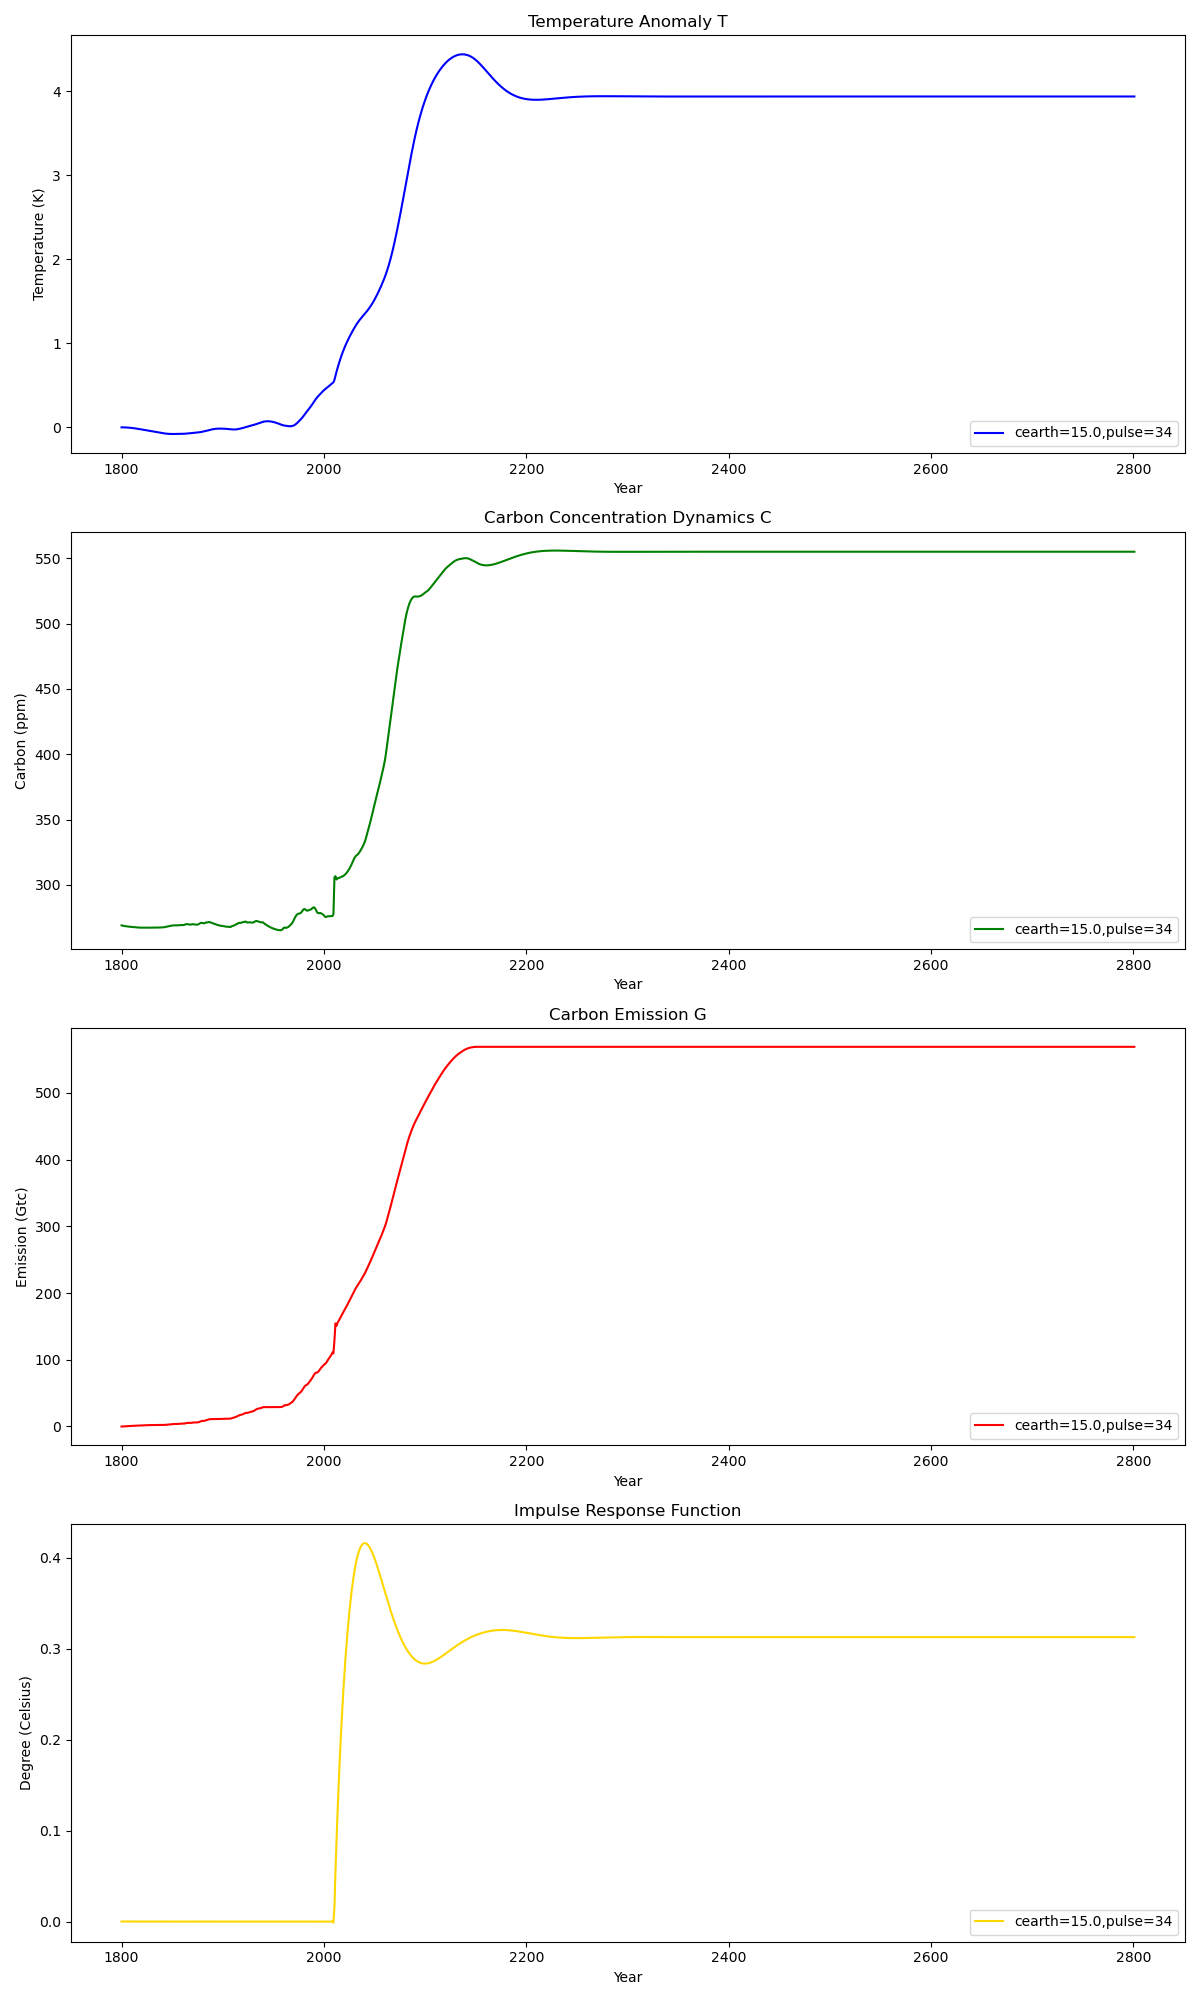 Temperature Anomaly T
4
3
2
1
0
Temperature (K)
cearth=15.0,pulse=34
1800 2000 2200 2400 2600 2800
Year
Carbon Concentration Dynamics C
550
500
450
400
350
300
Carbon (ppm)
cearth=15.0,pulse=34
1800 2000 2200 2400 2600 2800
Year
Carbon Emission G
500
400
300
200
100
0
Emission (Gtc)
cearth=15.0,pulse=34
1800 2000 2200 2400 2600 2800
Year
Impulse Response Function
0.4
0.3
0.2
0.1
0.0
Degree (Celsius)
cearth=15.0,pulse=34
1800 2000 2200 2400 2600 2800
Year